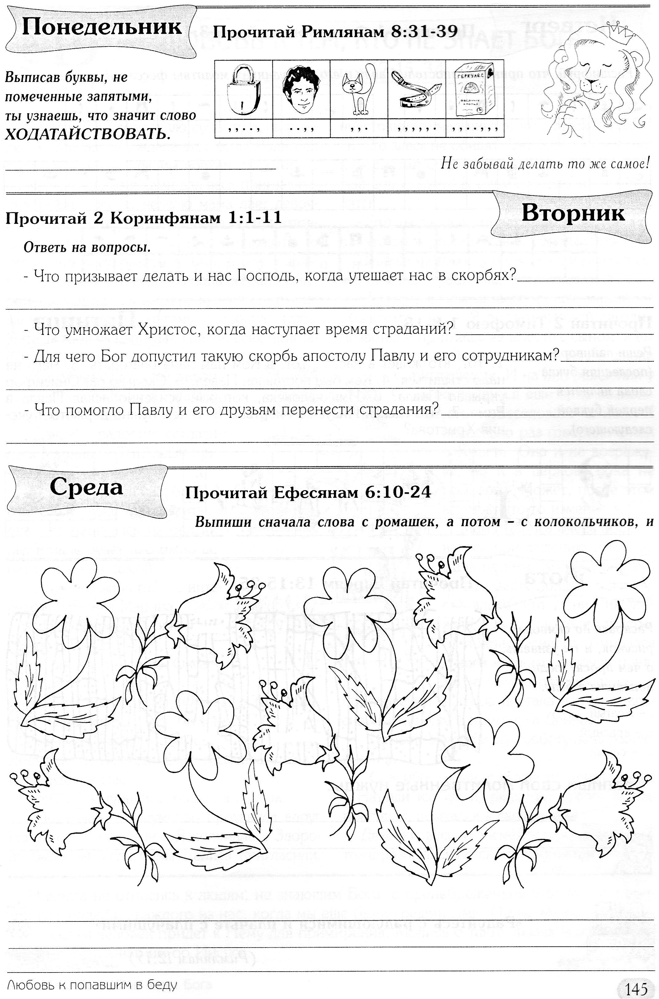 Понедельник
Прочитай Римлянам 8:31-39
Выписав буквы, не
помеченные запятыми,
ты узнаешь, что значит слово
ХОДАТАЙСТВОВАТЬ.
ГЕРКУЛЕС
ОВСЯНЫЕ
ХЛОПЬЯ
,,··, ··,, ,,· ,,,,,· ,,··,,,
Не забывай делать то же самое!
Вторник
Прочитай 2 Коринфянам 1:1-11
Ответь на вопросы.
- Что призывает делать и нас Господь, когда утешает нас в скорбях?
- Что умножает Христос, когда наступает время страданий?
- Для чего Бог допустил такую скорбь апостолу Павлу и его сотрудникам?
- Что помогло Павлу и его друзьям перенести страдания?
Среда
Прочитай Ефесянам 6:10-24
Выпиши сначала слова с ромашек, а потом – с колокольчиков, и
Любовь к попавшим в беду
145